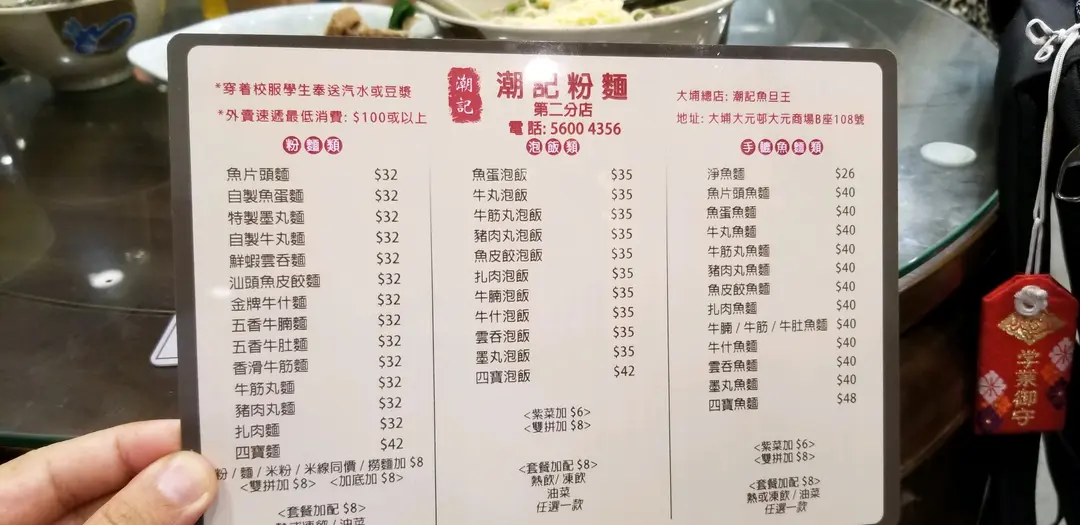 *穿着校服學生奉送汽水或豆漿
*外賣速遞最低消費: $100或以上
潮記
潮記粉麵
第二分店
電話: 5600 4356
大埔總店: 潮記魚旦王
地址: 大埔大元邨大元商場B座108號
粉麵類
魚片頭麵 $32
自製魚蛋麵 $32
特製墨丸麵 $32
自製牛丸麵 $32
鮮蝦雲吞麵 $32
汕頭魚皮餃麵 $32
金牌牛什麵 $32
五香牛腩麵 $32
五香牛肚麵 $32
香滑牛筋麵 $32
牛筋丸麵 $32
豬肉丸麵 $32
扎肉麵 $32
四寶麵 $42
粉 / 麵 / 米粉 / 米線同價 / 撈麵加 $8
<雙拼加 $8> <加底加 $8>
<套餐加配 $8>
熱或凍飲 / 油菜
泡飯類
魚蛋泡飯 $35
牛丸泡飯 $35
牛筋丸泡飯 $35
豬肉丸泡飯 $35
魚皮餃泡飯 $35
扎肉泡飯 $35
牛腩泡飯 $35
牛什泡飯 $35
雲吞泡飯 $35
墨丸泡飯 $35
四寶泡飯 $42
<紫菜加 $6>
<雙拼加 $8>
<套餐加配 $8>
熱飲 / 凍飲
油菜
任選一款
手軆魚麵類
淨魚麵 $26
魚片頭魚麵 $40
魚蛋魚麵 $40
牛丸魚麵 $40
牛筋丸魚麵 $40
豬肉丸魚麵 $40
魚皮餃魚麵 $40
扎肉魚麵 $40
牛腩 / 牛筋 / 牛肚魚麵 $40
牛什魚麵 $40
雲吞魚麵 $40
墨丸魚麵 $40
四寶魚麵 $48
<紫菜加 $6>
<雙拼加 $8>
<套餐加配 $8>
熱或凍飲 / 油菜
任選一款
学業御守